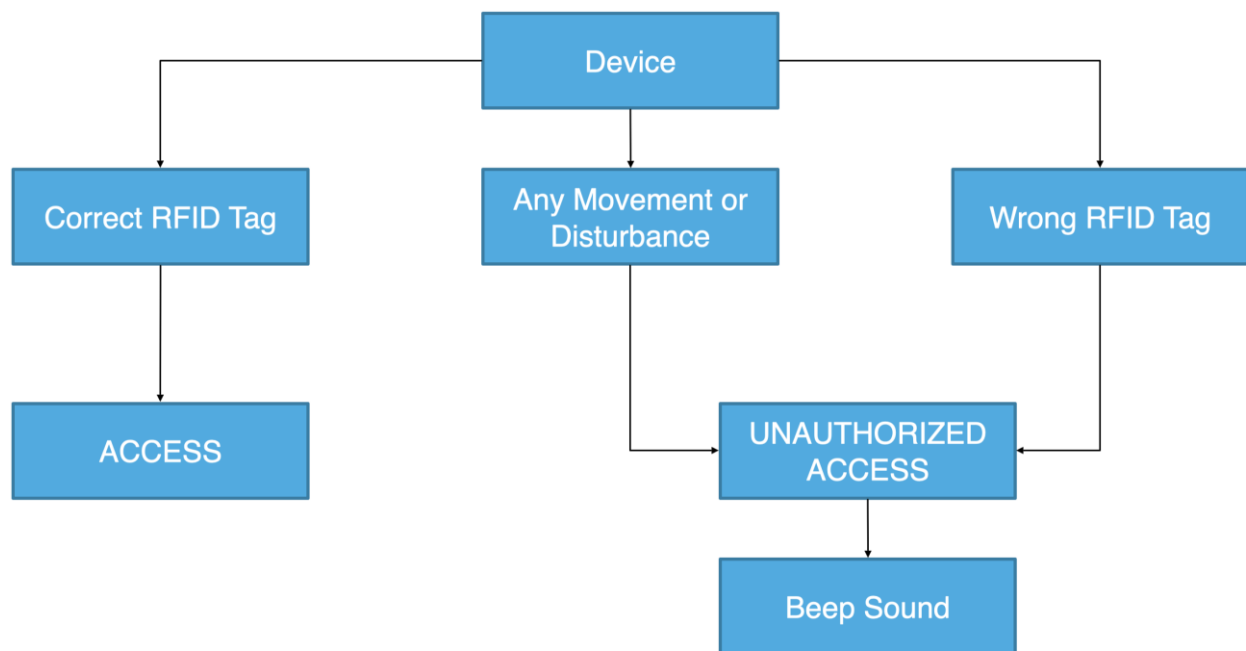 Device
Correct RFID Tag
Any Movement or
Disturbance
Wrong RFID Tag
ACCESS
UNAUTHORIZED
ACCESS
Beep Sound